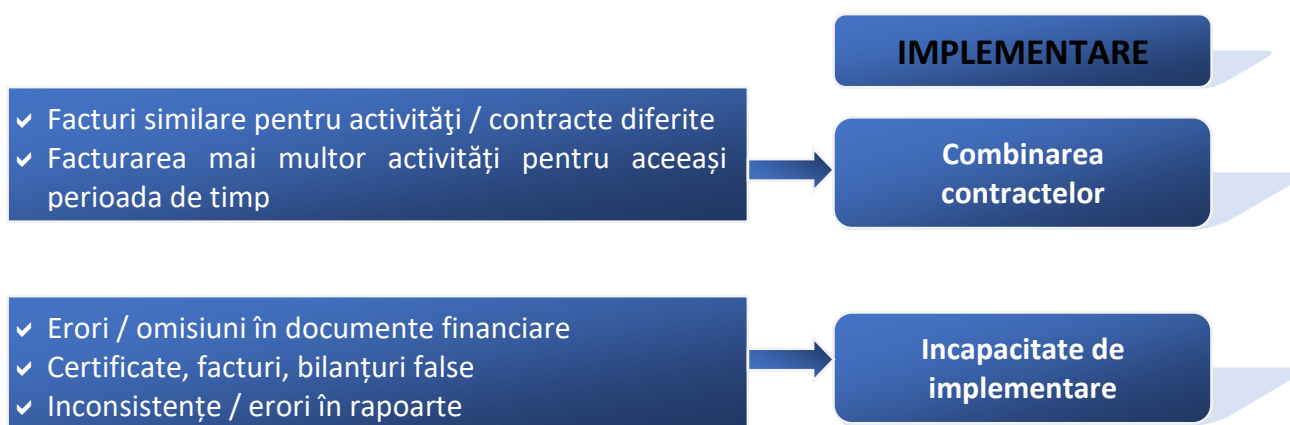 IMPLEMENTARE
✓ Facturi similare pentru activităţi / contracte diferite
✓ Facturarea mai multor activități pentru aceeași
perioada de timp
Combinarea
contractelor
✓ Erori / omisiuni în documente financiare
✓ Certificate, facturi, bilanțuri false
✓ Inconsistențe / erori în rapoarte
Incapacitate de
implementare